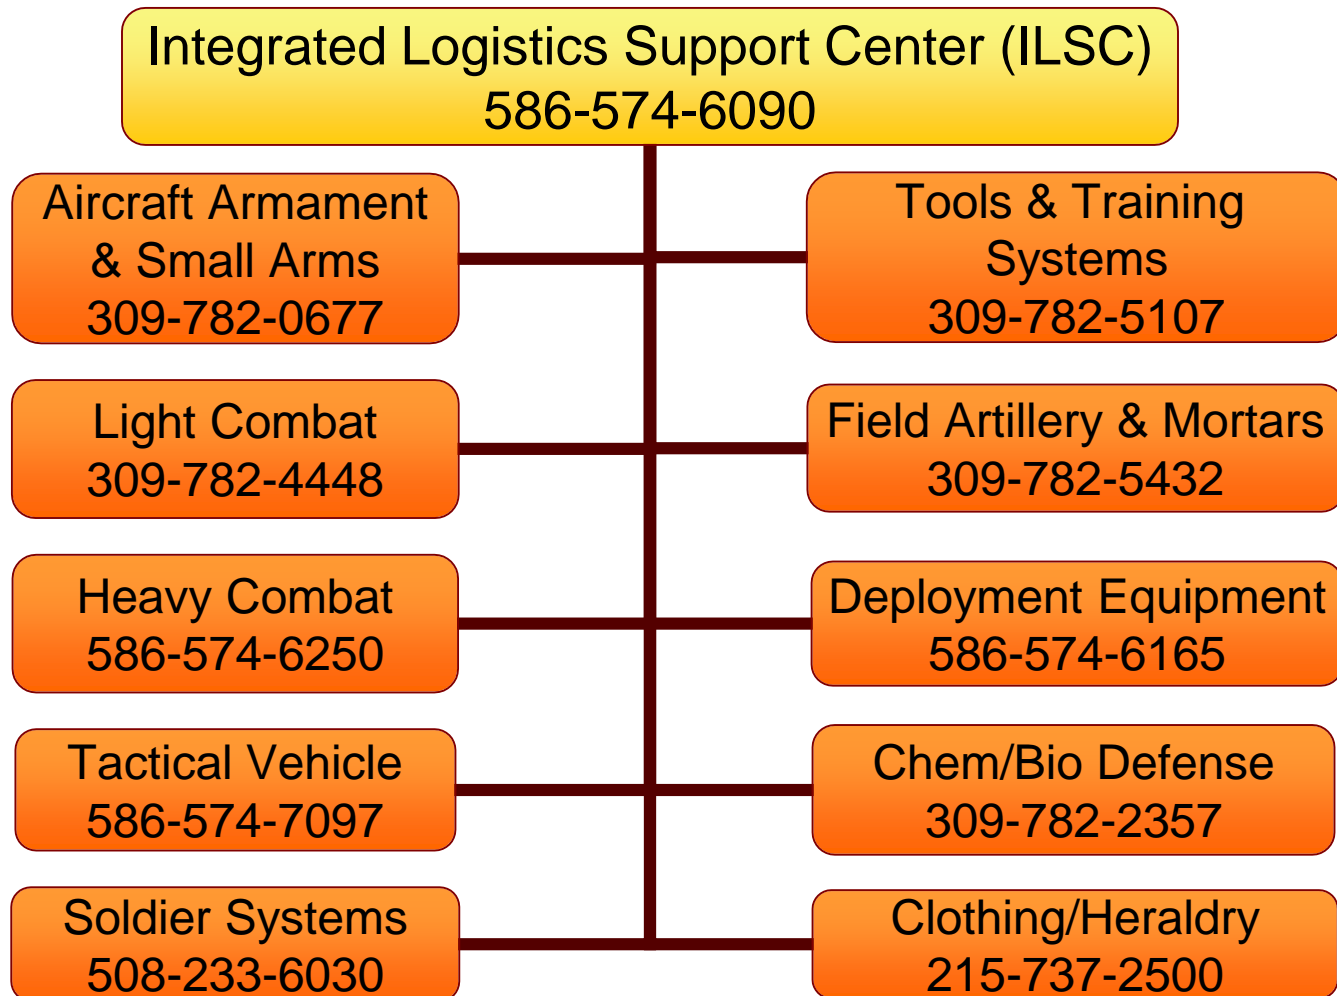 Integrated Logistics Support Center (ILSC)
586-574-6090
Aircraft Armament
& Small Arms
309-782-0677
Tools & Training
Systems
309-782-5107
Light Combat
309-782-4448
Field Artillery & Mortars
309-782-5432
Heavy Combat
586-574-6250
Deployment Equipment
586-574-6165
Tactical Vehicle
586-574-7097
Chem/Bio Defense
309-782-2357
Soldier Systems
508-233-6030
Clothing/Heraldry
215-737-2500